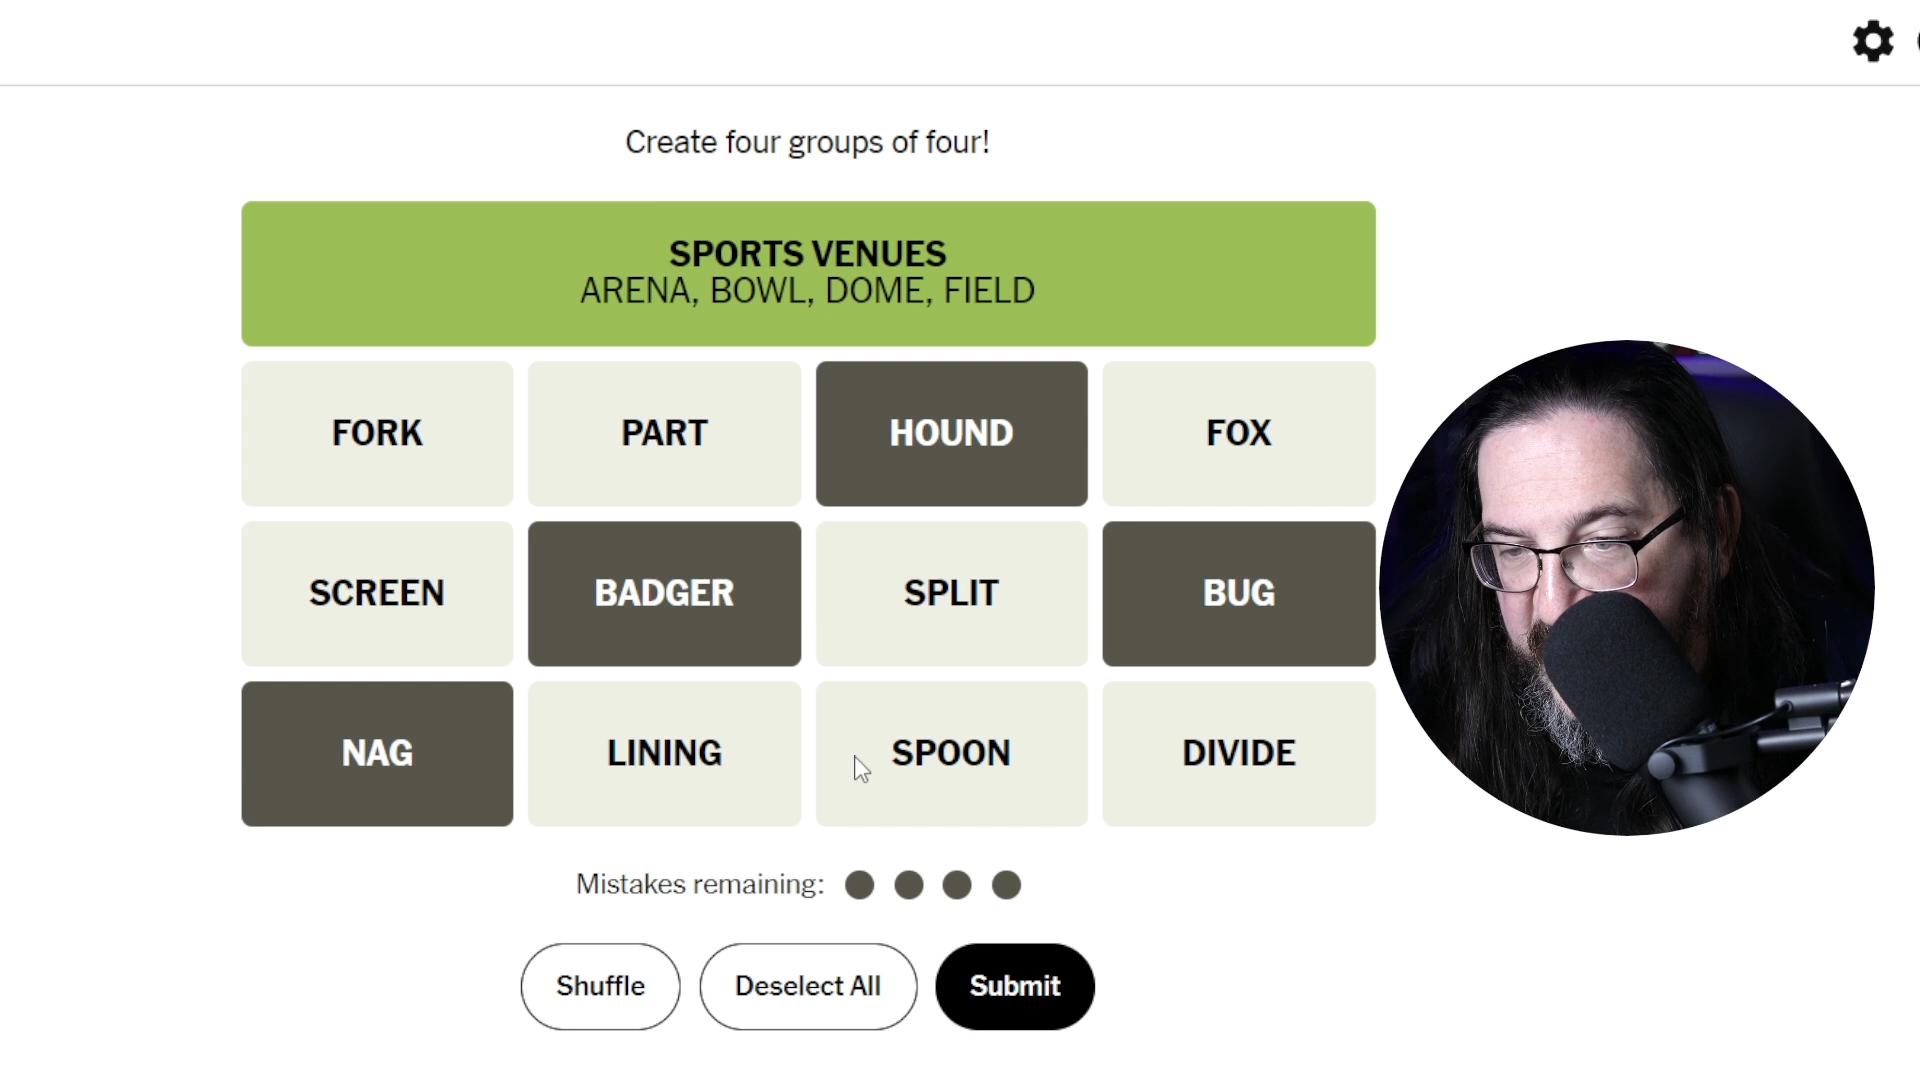 Create four groups of four!
SPORTS VENUES
ARENA, BOWL, DOME, FIELD
FORK PART HOUND FOX
SCREEN BADGER SPLIT BUG
NAG LINING SPOON DIVIDE
Mistakes remaining:
Shuffle Deselect All Submit